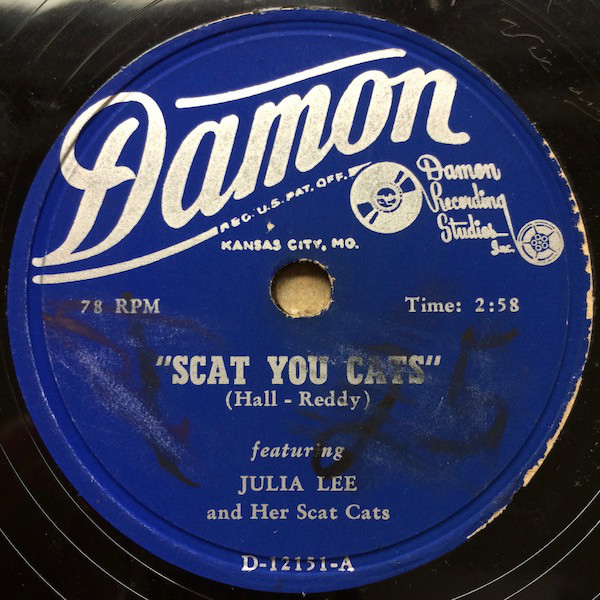 Damon
REG. U.S. PAT. OFF.
KANSAS CITY, MO.
Damon
Recording
Studios
Inc.
78 RPM
Time: 2:58
"SCAT YOU CATS"
(Hall - Reddy)
featuring
JULIA LEE
and Her Scat Cats
D-12151-A